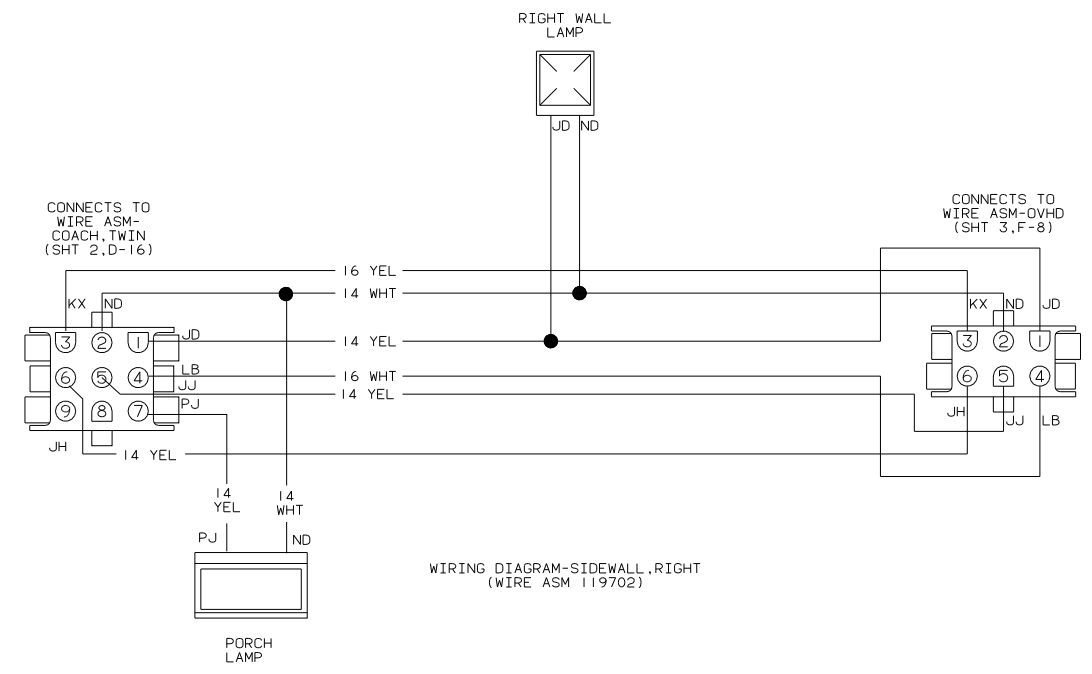 RIGHT WALL
LAMP
JD ND
CONNECTS TO
WIRE ASM-
COACH,TWIN
(SHT 2,D-16)
CONNECTS TO
WIRE ASM-OVHD
(SHT 3,F-8)
16 YEL
14 WHT
KX ND
KX ND JD
3 2 1 JD
14 YEL
3 2 1
6 5 4 LB
16 WHT
6 5 4
JJ
14 YEL
9 8 7 PJ
JH JJ LB
JH
14 YEL
14
YEL
14
WHT
PJ ND
WIRING DIAGRAM-SIDEWALL,RIGHT
(WIRE ASM 119702)
PORCH
LAMP